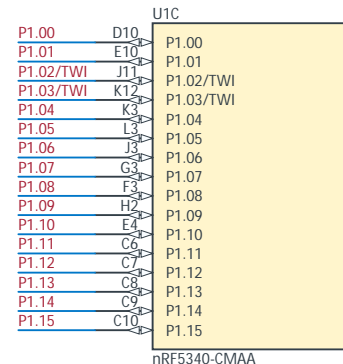 U1C
P1.00 D10 P1.00
P1.01 E10 P1.01
P1.02/TWI J11 P1.02/TWI
P1.03/TWI K12 P1.03/TWI
P1.04 K3 P1.04
P1.05 L3 P1.05
P1.06 J3 P1.06
P1.07 G3 P1.07
P1.08 F3 P1.08
P1.09 H2 P1.09
P1.10 E4 P1.10
P1.11 C6 P1.11
P1.12 C7 P1.12
P1.13 C8 P1.13
P1.14 C9 P1.14
P1.15 C10 P1.15
nRF5340-CMAA